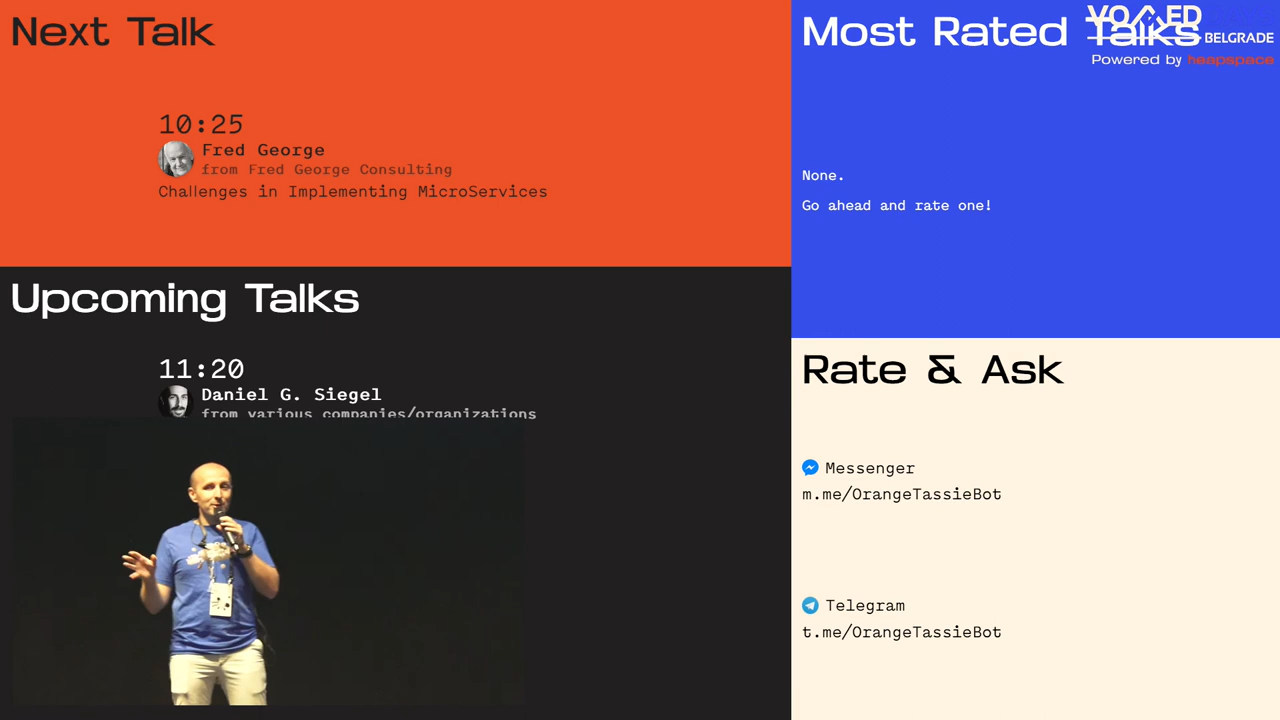 Next Talk
10:25
Fred George
from Fred George Consulting
Challenges in Implementing MicroServices
Upcoming Talks
11:20
Daniel G. Siegel
from various companies/organizations
Most Rated Talks
BELGRADE
Powered by heapspace
None.
Go ahead and rate one!
Rate & Ask
Messenger
m.me/OrangeTassieBot
Telegram
t.me/OrangeTassieBot